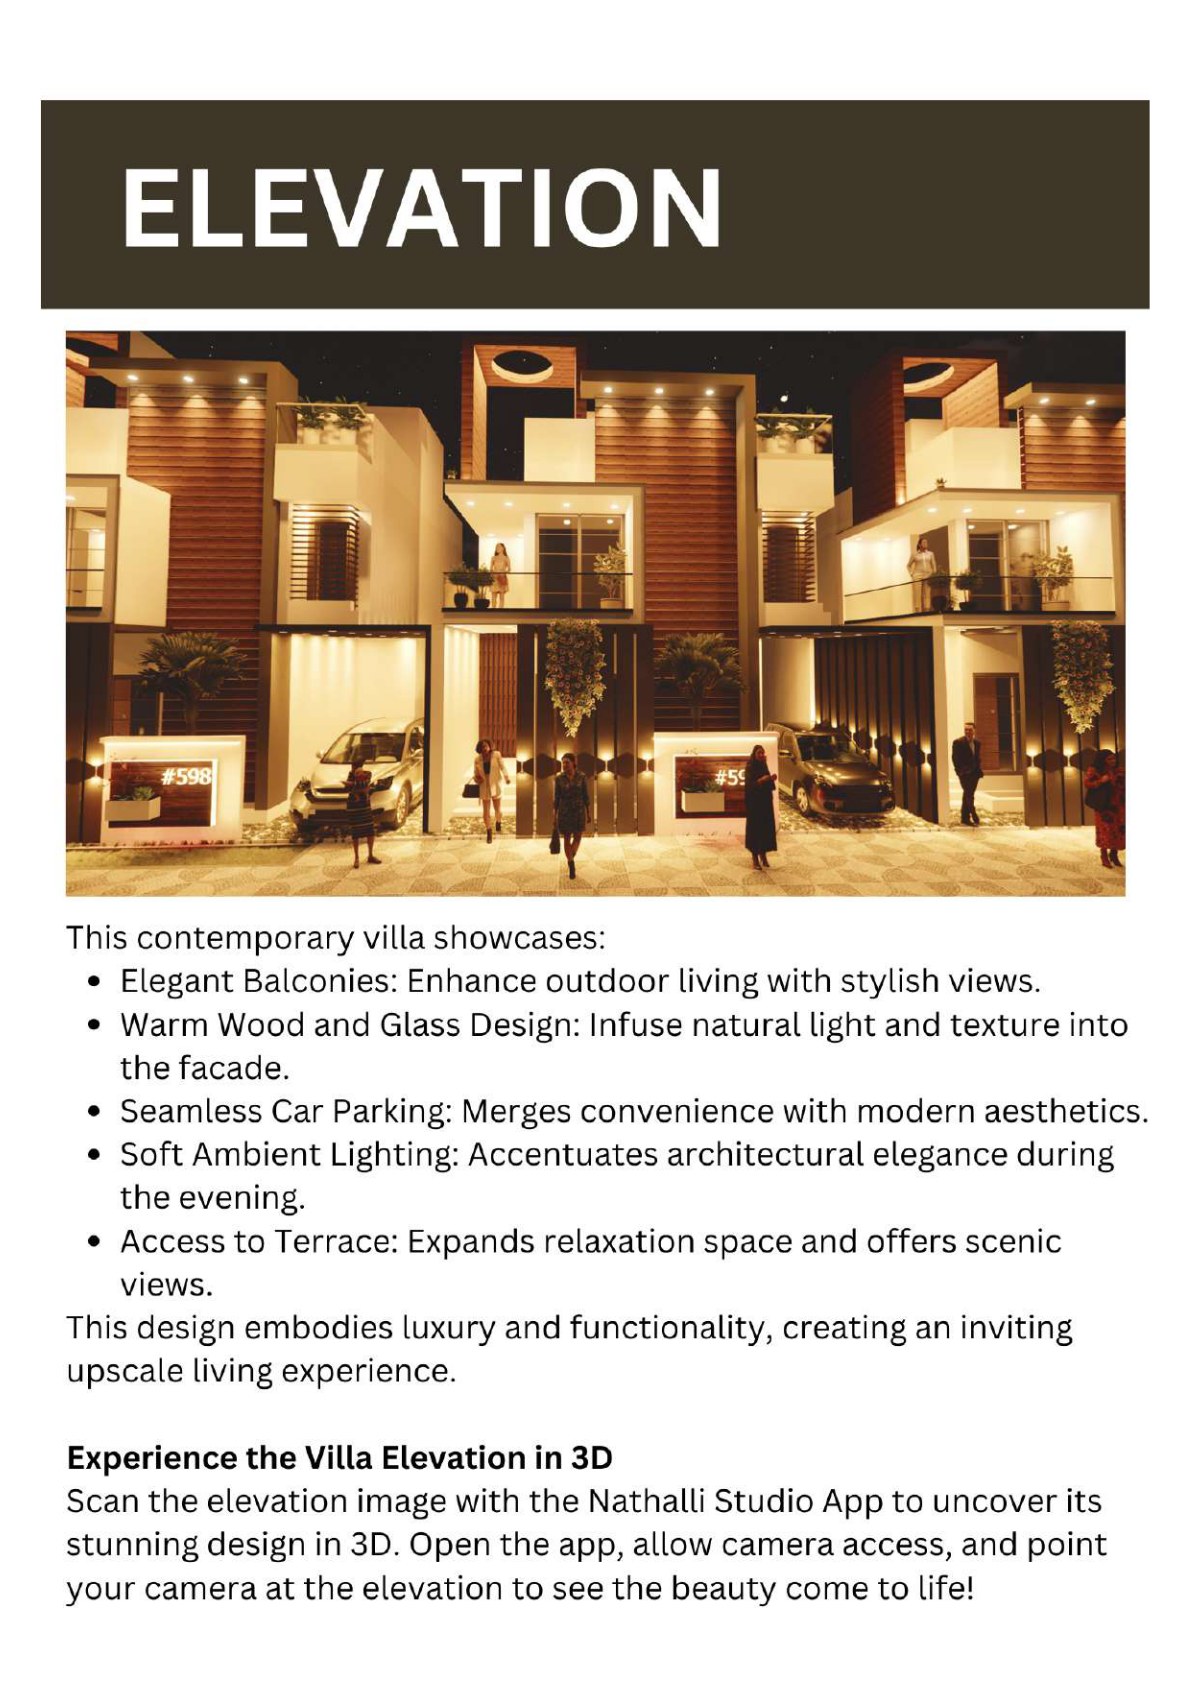 ELEVATION
#598
#59
This contemporary villa showcases:
• Elegant Balconies: Enhance outdoor living with stylish views.
• Warm Wood and Glass Design: Infuse natural light and texture into
the facade.
• Seamless Car Parking: Merges convenience with modern aesthetics.
• Soft Ambient Lighting: Accentuates architectural elegance during
the evening.
• Access to Terrace: Expands relaxation space and offers scenic
views.
This design embodies luxury and functionality, creating an inviting
upscale living experience.
Experience the Villa Elevation in 3D
Scan the elevation image with the Nathalli Studio App to uncover its
stunning design in 3D. Open the app, allow camera access, and point
your camera at the elevation to see the beauty come to life!